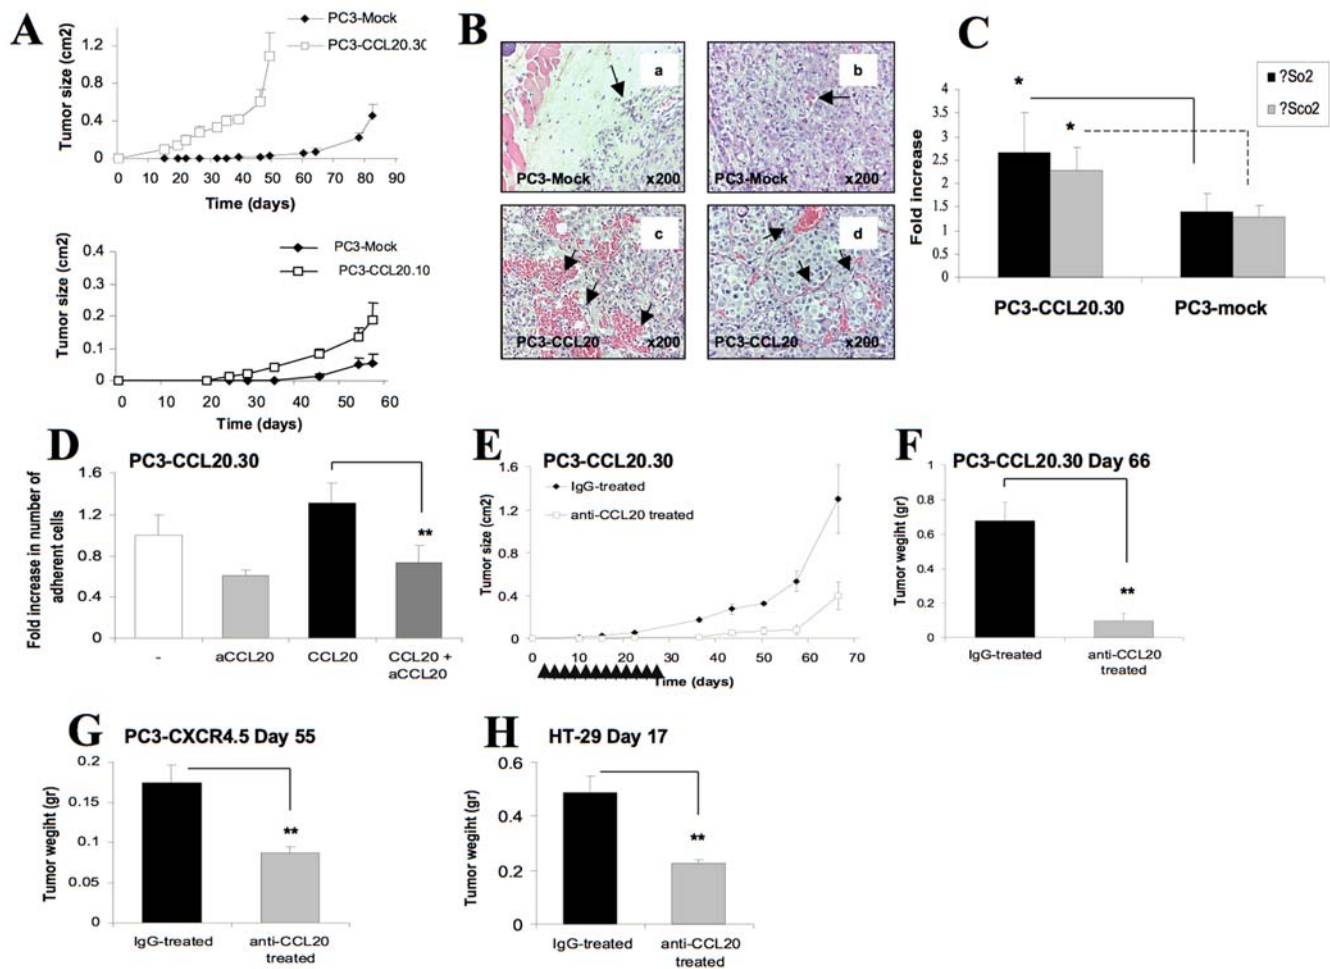 A
PC3-Mock
PC3-CCL20.30
Tumor size (cm2)
1.2
0.8
0.4
0
0 10 20 30 40 50 60 70 80 90
Time (days)
PC3-Mock
PC3-CCL20.10
Tumor size (cm2)
0.4
0.3
0.2
0.1
0
0 10 20 30 40 50 60
Time (days)
B
a
PC3-Mock x200
b
PC3-Mock x200
c
PC3-CCL20 x200
d
PC3-CCL20 x200
C
?So2
?Sco2
Fold increase
4
3.5
3
2.5
2
1.5
1
0.5
0
*
*
PC3-CCL20.30 PC3-mock
D
PC3-CCL20.30
Fold increase in number of
adherent cells
1.6
1.2
0.8
0.4
0
**
- aCCL20 CCL20 CCL20 +
aCCL20
E
PC3-CCL20.30
IgG-treated
anti-CCL20 treated
Tumor size (cm2)
1.6
1.2
0.8
0.4
0
0 10 20 30 40 50 60 70
Time (days)
F
PC3-CCL20.30 Day 66
Tumor wegiht (gr)
1
0.8
0.6
0.4
0.2
0
**
IgG-treated anti-CCL20
treated
G
PC3-CXCR4.5 Day 55
Tumor wegiht (gr)
0.2
0.15
0.1
0.05
0
**
IgG-treated anti-CCL20
treated
H
HT-29 Day 17
Tumor wegiht (gr)
0.6
0.4
0.2
0
**
IgG-treated anti-CCL20
treated